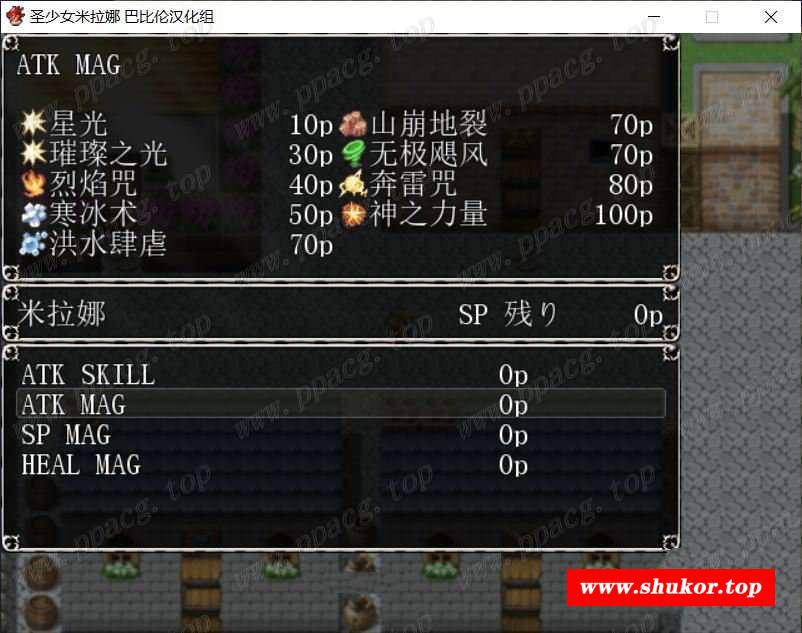 圣少女米拉娜 巴比伦汉化组
ATK MAG
星光 10p 山崩地裂 70p
璀璨之光 30p 无极飓风 70p
烈焰咒 40p 奔雷咒 80p
寒冰术 50p 神之力量 100p
洪水肆虐 70p
米拉娜 SP 残り 0p
ATK SKILL 0p
ATK MAG 0p
SP MAG 0p
HEAL MAG 0p
www.shukor.top
www.ppacg.top